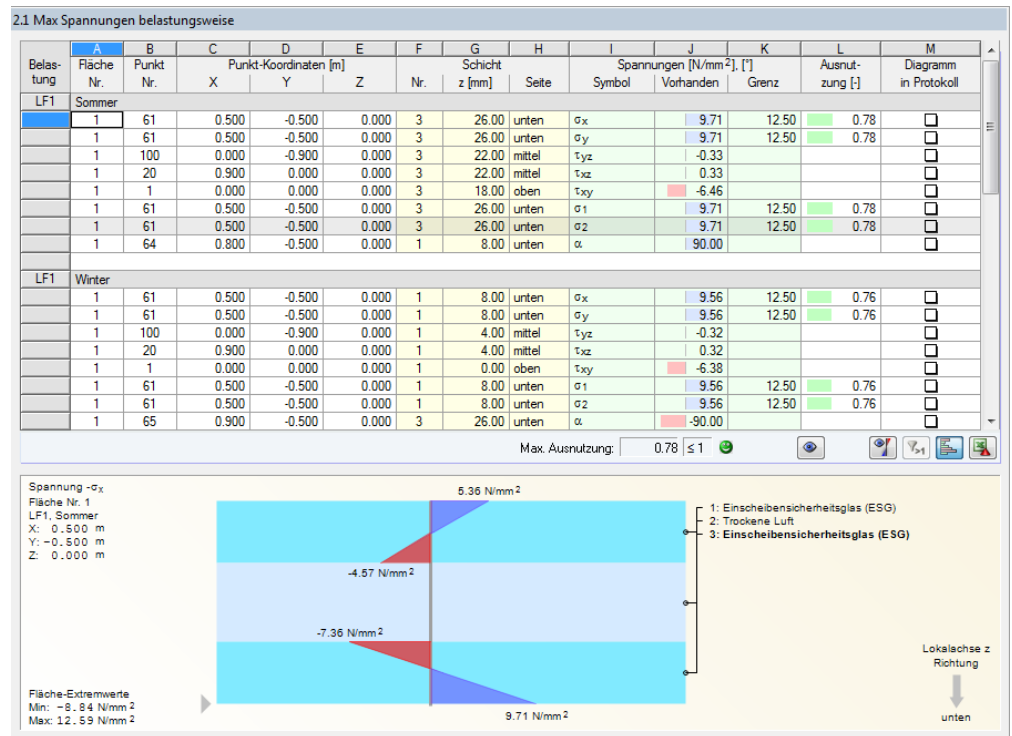 2.1 Max Spannungen belastungsweise
A B C D E F G H I J K L M
Belas- Fläche Punkt Punkt-Koordinaten [m] Schicht Spannungen [N/mm²], [°] Ausnut- Diagramm
tung Nr. Nr. X Y Z Nr. z [mm] Seite Symbol Vorhanden Grenz zung [-] in Protokoll
LF1 Sommer
1 61 0.500 -0.500 0.000 3 26.00 unten σx 9.71 12.50 0.78
1 61 0.500 -0.500 0.000 3 26.00 unten σy 9.71 12.50 0.78
1 100 0.000 -0.900 0.000 3 22.00 mittel τyz -0.33
1 20 0.900 0.000 0.000 3 22.00 mittel τxz 0.33
1 1 0.000 0.000 0.000 3 18.00 oben τxy -6.46
1 61 0.500 -0.500 0.000 3 26.00 unten σ1 9.71 12.50 0.78
1 61 0.500 -0.500 0.000 3 26.00 unten σ2 9.71 12.50 0.78
1 64 0.800 -0.500 0.000 1 8.00 unten α 90.00
LF1 Winter
1 61 0.500 -0.500 0.000 1 8.00 unten σx 9.56 12.50 0.76
1 61 0.500 -0.500 0.000 1 8.00 unten σy 9.56 12.50 0.76
1 100 0.000 -0.900 0.000 1 4.00 mittel τyz -0.32
1 20 0.900 0.000 0.000 1 4.00 mittel τxz 0.32
1 1 0.000 0.000 0.000 1 0.00 oben τxy -6.38
1 61 0.500 -0.500 0.000 1 8.00 unten σ1 9.56 12.50 0.76
1 61 0.500 -0.500 0.000 1 8.00 unten σ2 9.56 12.50 0.76
1 65 0.900 -0.500 0.000 3 26.00 unten α -90.00
Max. Ausnutzung: 0.78 ≤ 1
Spannung -σx
Fläche Nr. 1
LF1, Sommer
X: 0.500 m
Y: -0.500 m
Z: 0.000 m
5.36 N/mm²
-4.57 N/mm²
-7.36 N/mm²
9.71 N/mm²
1: Einscheibensicherheitsglas (ESG)
2: Trockene Luft
3: Einscheibensicherheitsglas (ESG)
Lokalachse z
Richtung
unten
Fläche-Extremwerte
Min: -8.84 N/mm²
Max: 12.59 N/mm²